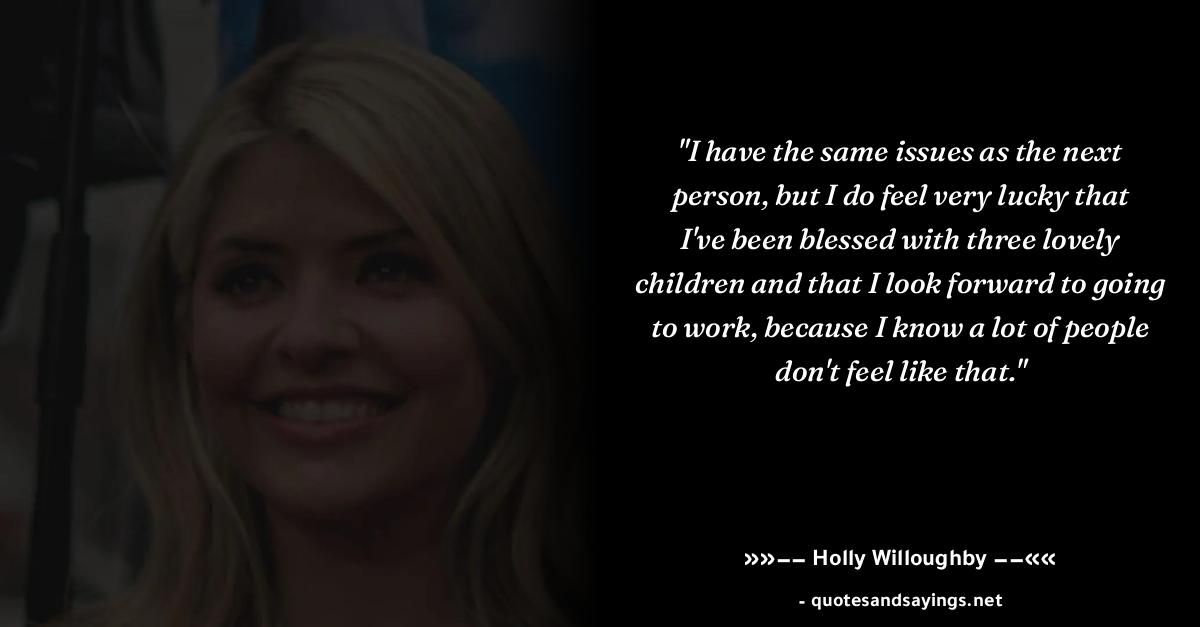 "I have the same issues as the next
person, but I do feel very lucky that
I've been blessed with three lovely
children and that I look forward to going
to work, because I know a lot of people
don't feel like that."
»»–– Holly Willoughby ––««
- quotesandsayings.net